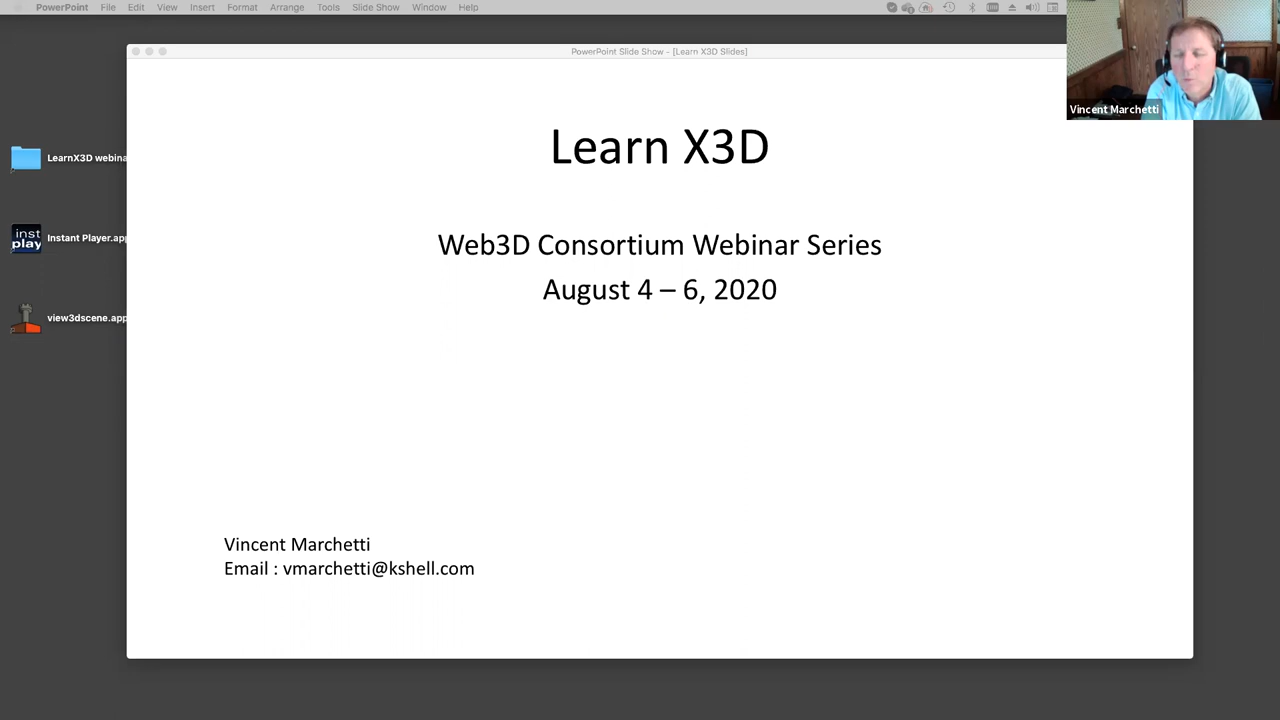 PowerPoint File Edit View Insert Format Arrange Tools Slide Show Window Help
PowerPoint Slide Show - [Learn X3D Slides]
Vincent Marchetti
Learn X3D
LearnX3D webina
Web3D Consortium Webinar Series
inst
play
Instant Player.app
August 4 – 6, 2020
view3dscene.app
Vincent Marchetti
Email : vmarchetti@kshell.com